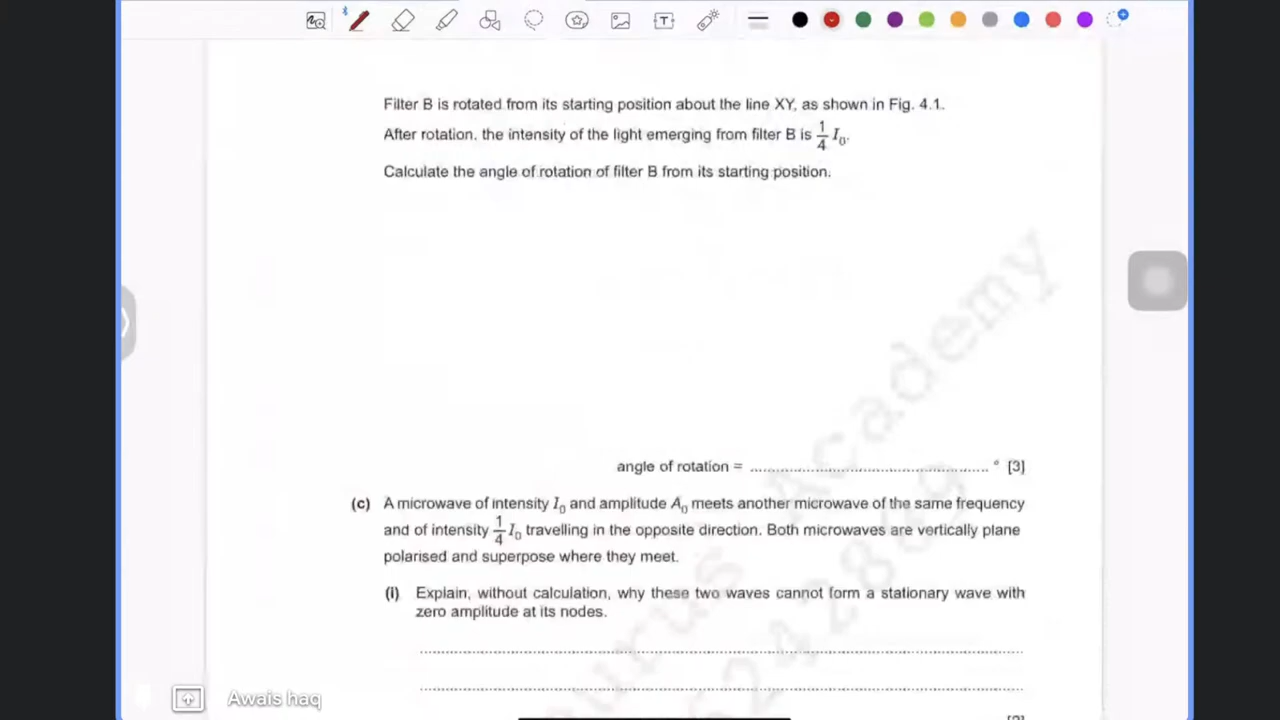 Filter B is rotated from its starting position about the line XY, as shown in Fig. 4.1.
After rotation, the intensity of the light emerging from filter B is 1/4 I₀.
Calculate the angle of rotation of filter B from its starting position.
angle of rotation = .................................................. ° [3]
(c) A microwave of intensity I₀ and amplitude A₀ meets another microwave of the same frequency
and of intensity 1/4 I₀ travelling in the opposite direction. Both microwaves are vertically plane
polarised and superpose where they meet.
(i) Explain, without calculation, why these two waves cannot form a stationary wave with
zero amplitude at its nodes.
Academy
Awais haq